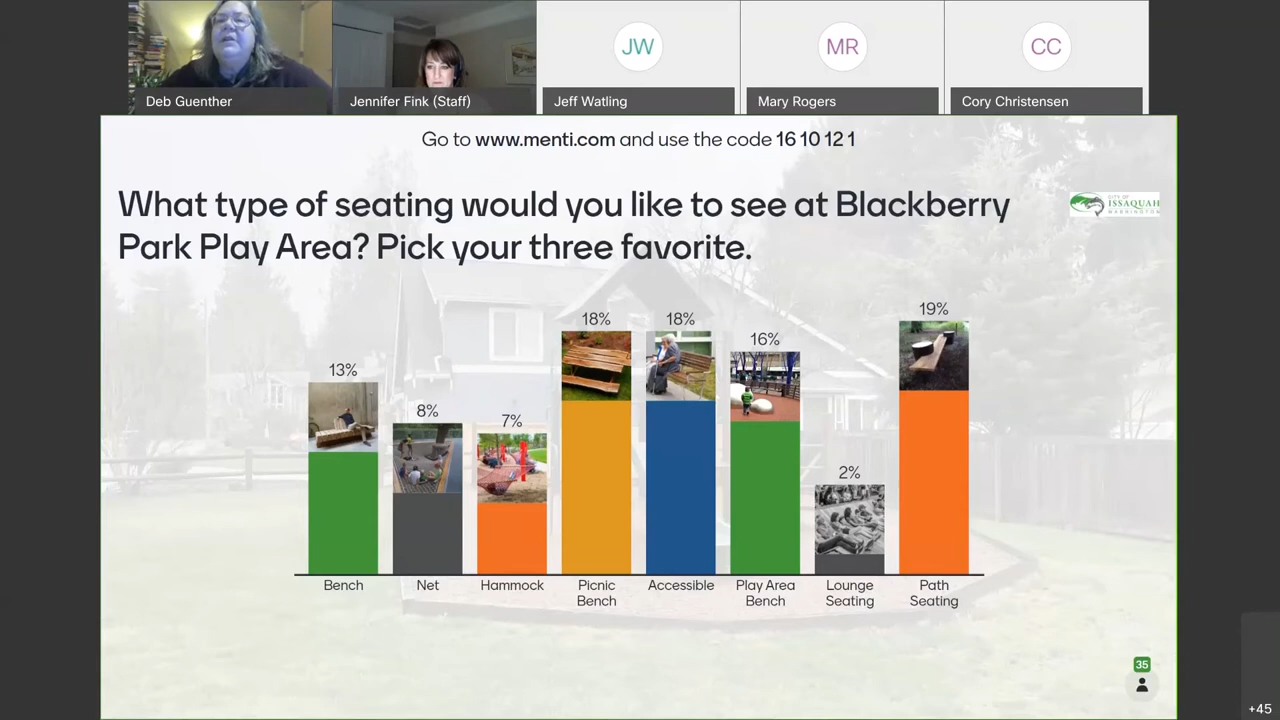 Deb Guenther
Jennifer Fink (Staff)
JW
Jeff Watling
MR
Mary Rogers
CC
Cory Christensen
Go to www.menti.com and use the code 16 10 12 1
What type of seating would you like to see at Blackberry
Park Play Area? Pick your three favorite.
CITY OF
ISSAQUAH
WASHINGTON
13%
8%
7%
18%
18%
16%
2%
19%
Bench
Net
Hammock
Picnic
Bench
Accessible
Play Area
Bench
Lounge
Seating
Path
Seating
35
+45